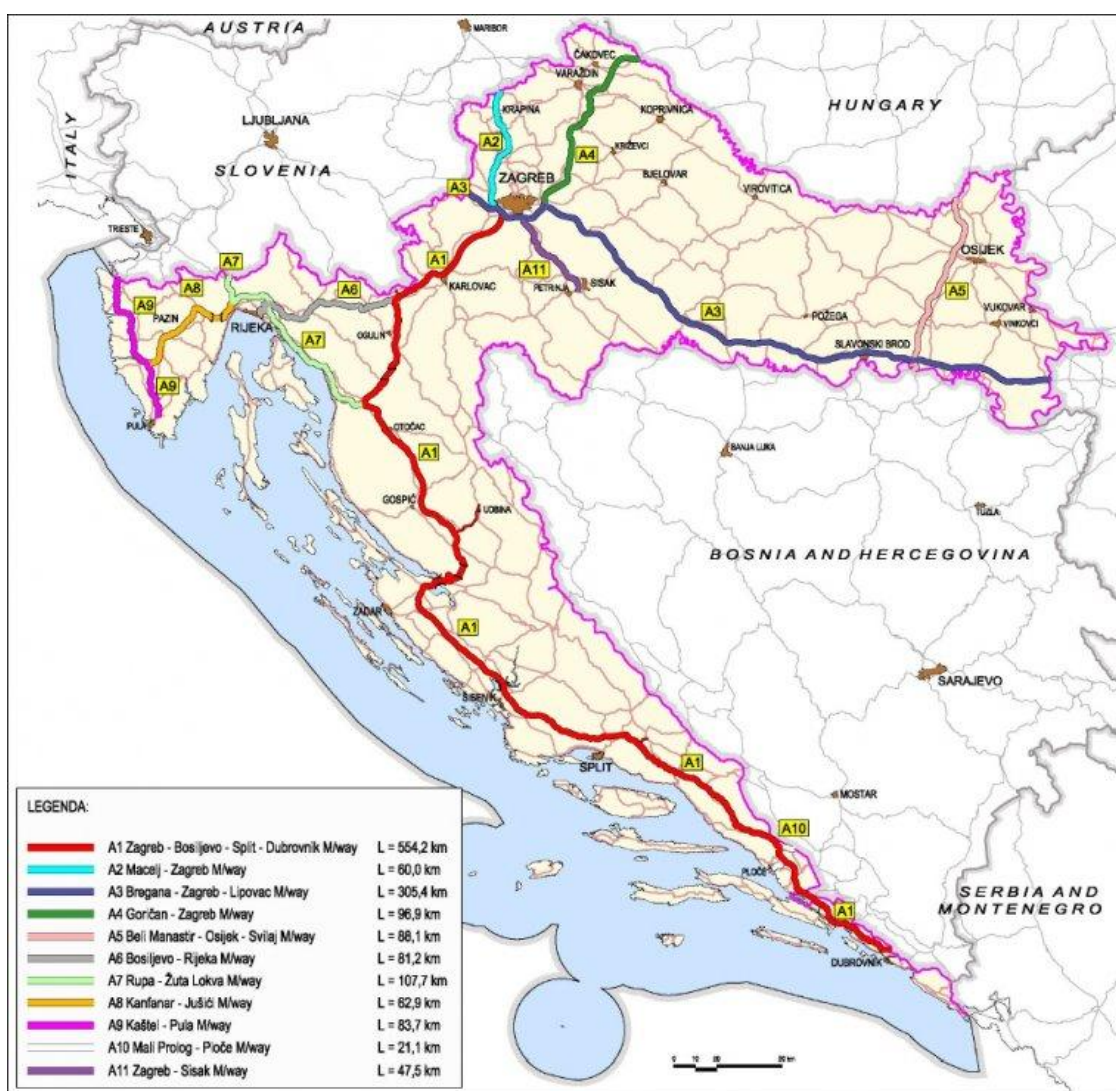 AUSTRIA
MARIBOR
ČAKOVEC
VARAŽDIN
HUNGARY
KRAPINA
KOPRIVNICA
LJUBLJANA
ITALY
A2
A4
KRIŽEVCI
SLOVENIA
ZAGREB
BJELOVAR
A3
VIROVITICA
TRIESTE
A7
A1
OSIJEK
A8
A6
A11
SISAK
KARLOVAC
PETRINJA
A9
PAZIN
A5
VUKOVAR
RIJEKA
A3
POŽEGA
VINKOVCI
OGULIN
A7
SLAVONSKI BROD
A9
PULA
OTOČAC
A1
BANJA LUKA
GOSPIĆ
UDBINA
TUZLA
BOSNIA AND HERCEGOVINA
ZADAR
A1
SARAJEVO
ŠIBENIK
SPLIT
A1
MOSTAR
A10
PLOČE
SERBIA AND
MONTENEGRO
A1
DUBROVNIK
LEGENDA:
A1 Zagreb - Bosiljevo - Split - Dubrovnik M/way L = 554,2 km
A2 Macelj - Zagreb M/way L = 60,0 km
A3 Bregana - Zagreb - Lipovac M/way L = 305,4 km
A4 Goričan - Zagreb M/way L = 96,9 km
A5 Beli Manastir - Osijek - Svilaj M/way L = 88,1 km
A6 Bosiljevo - Rijeka M/way L = 81,2 km
A7 Rupa - Žuta Lokva M/way L = 107,7 km
A8 Kanfanar - Jušići M/way L = 62,9 km
A9 Kaštel - Pula M/way L = 83,7 km
A10 Mali Prolog - Ploče M/way L = 21,1 km
A11 Zagreb - Sisak M/way L = 47,5 km